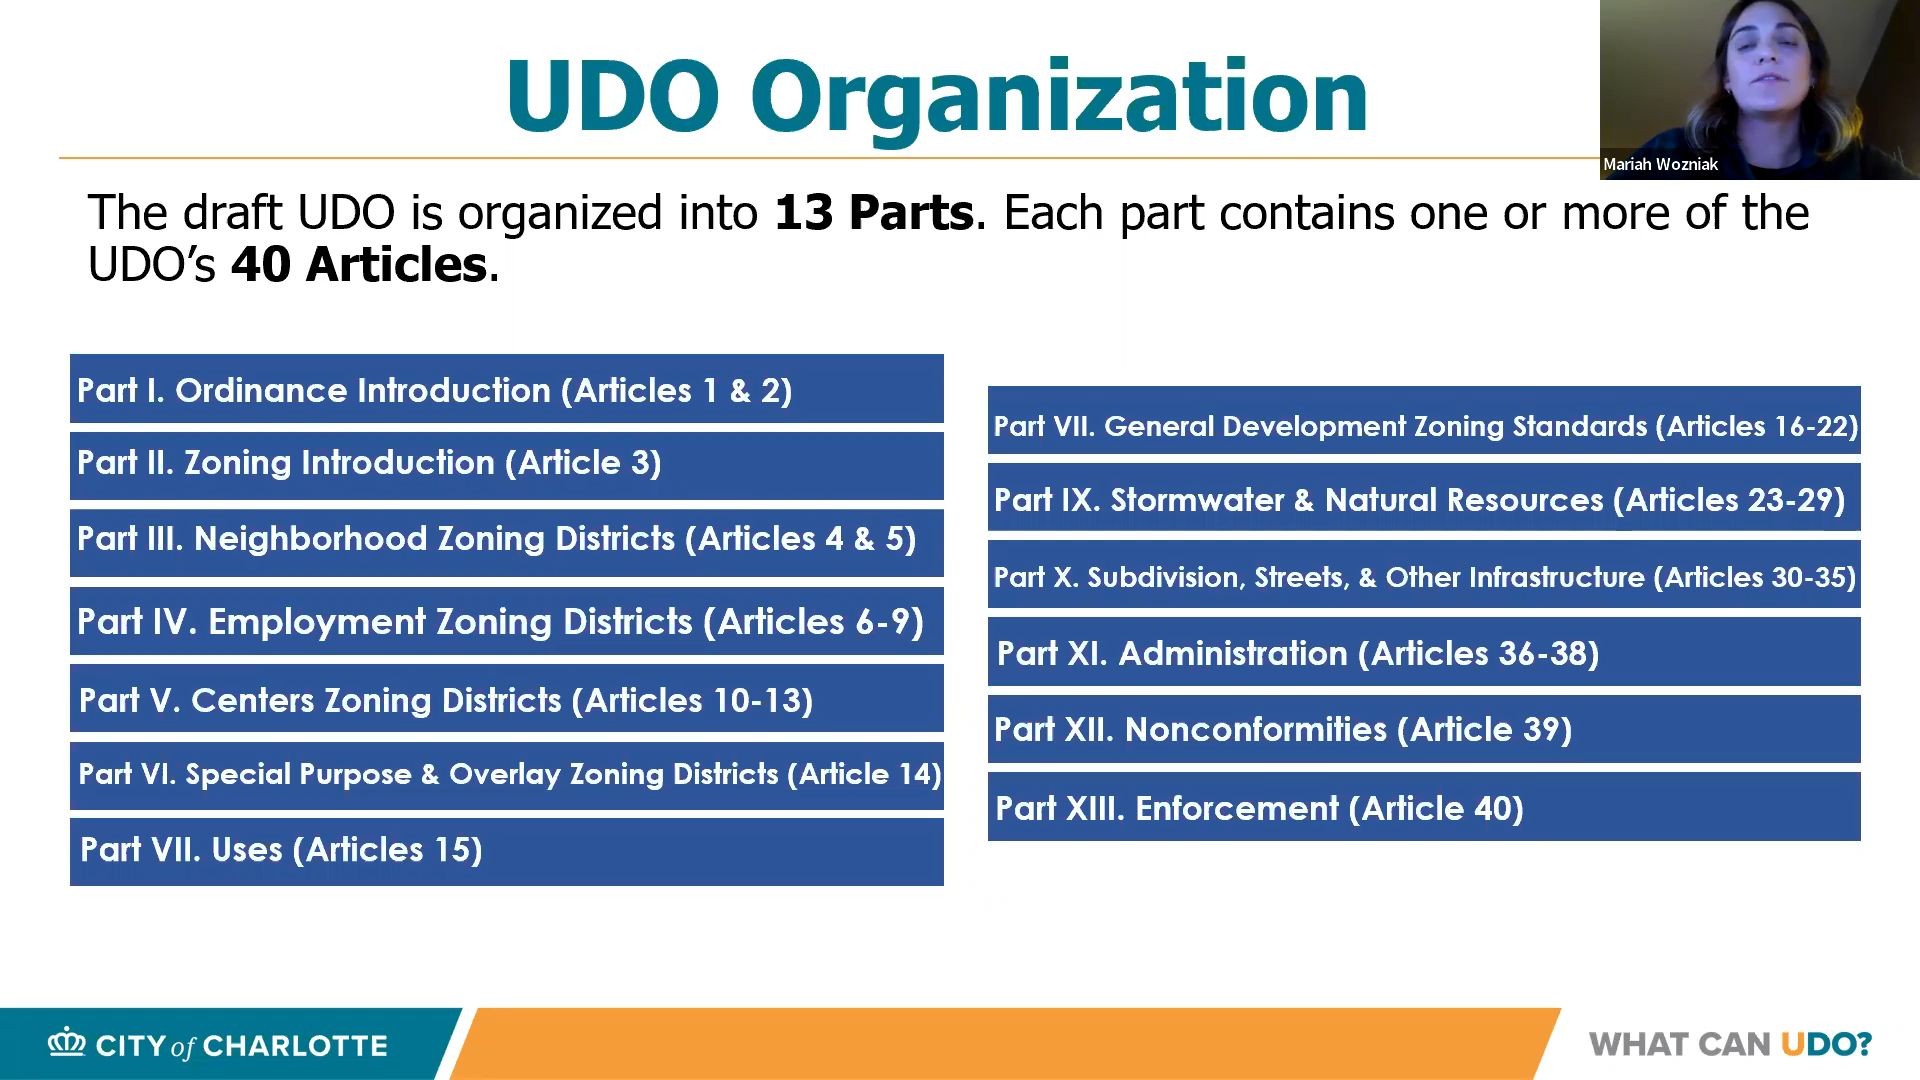 UDO Organization
Mariah Wozniak
The draft UDO is organized into 13 Parts. Each part contains one or more of the
UDO’s 40 Articles.
Part I. Ordinance Introduction (Articles 1 & 2)
Part II. Zoning Introduction (Article 3)
Part III. Neighborhood Zoning Districts (Articles 4 & 5)
Part IV. Employment Zoning Districts (Articles 6-9)
Part V. Centers Zoning Districts (Articles 10-13)
Part VI. Special Purpose & Overlay Zoning Districts (Article 14)
Part VII. Uses (Articles 15)
Part VII. General Development Zoning Standards (Articles 16-22)
Part IX. Stormwater & Natural Resources (Articles 23-29)
Part X. Subdivision, Streets, & Other Infrastructure (Articles 30-35)
Part XI. Administration (Articles 36-38)
Part XII. Nonconformities (Article 39)
Part XIII. Enforcement (Article 40)
CITY of CHARLOTTE
WHAT CAN UDO?